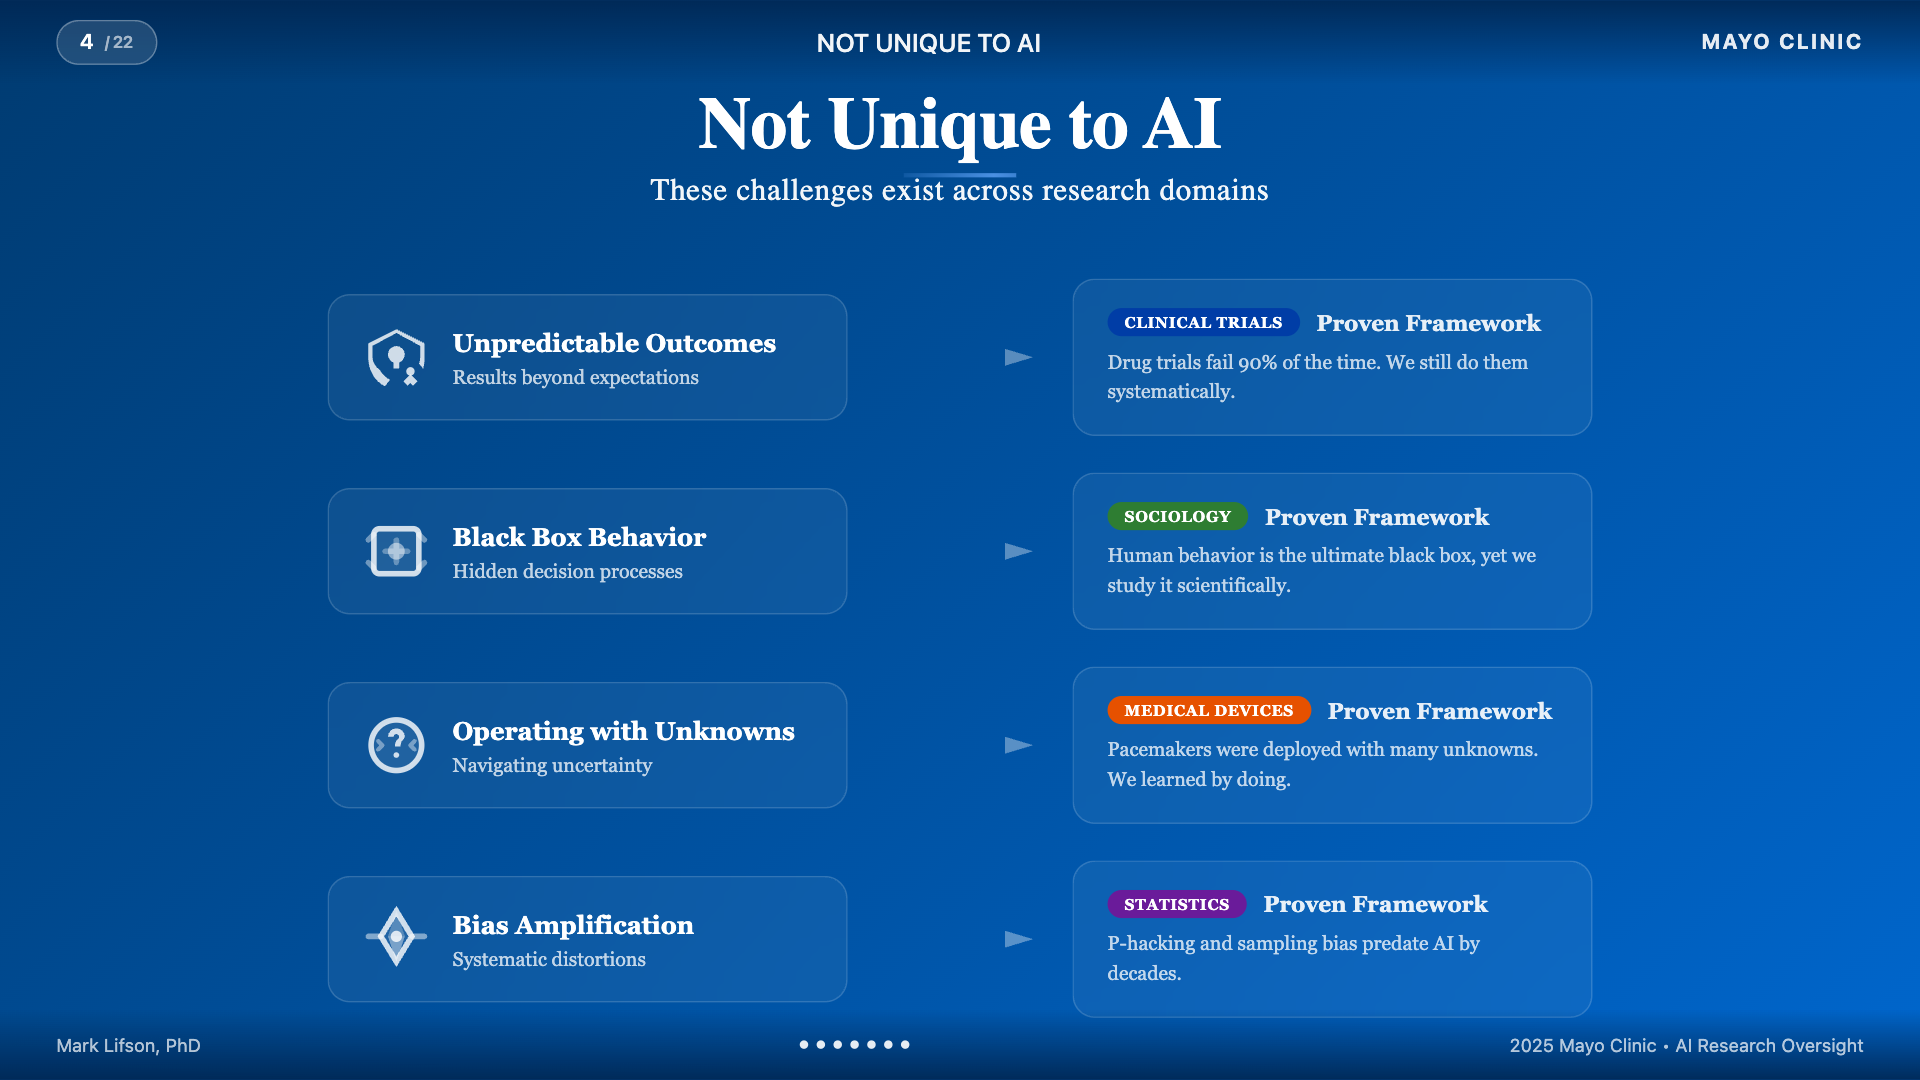 4 /22
NOT UNIQUE TO AI
MAYO CLINIC
Not Unique to AI
These challenges exist across research domains
Unpredictable Outcomes
Results beyond expectations
CLINICAL TRIALS Proven Framework
Drug trials fail 90% of the time. We still do them
systematically.
Black Box Behavior
Hidden decision processes
SOCIOLOGY Proven Framework
Human behavior is the ultimate black box, yet we
study it scientifically.
?
Operating with Unknowns
Navigating uncertainty
MEDICAL DEVICES Proven Framework
Pacemakers were deployed with many unknowns.
We learned by doing.
Bias Amplification
Systematic distortions
STATISTICS Proven Framework
P-hacking and sampling bias predate AI by
decades.
Mark Lifson, PhD
2025 Mayo Clinic • AI Research Oversight